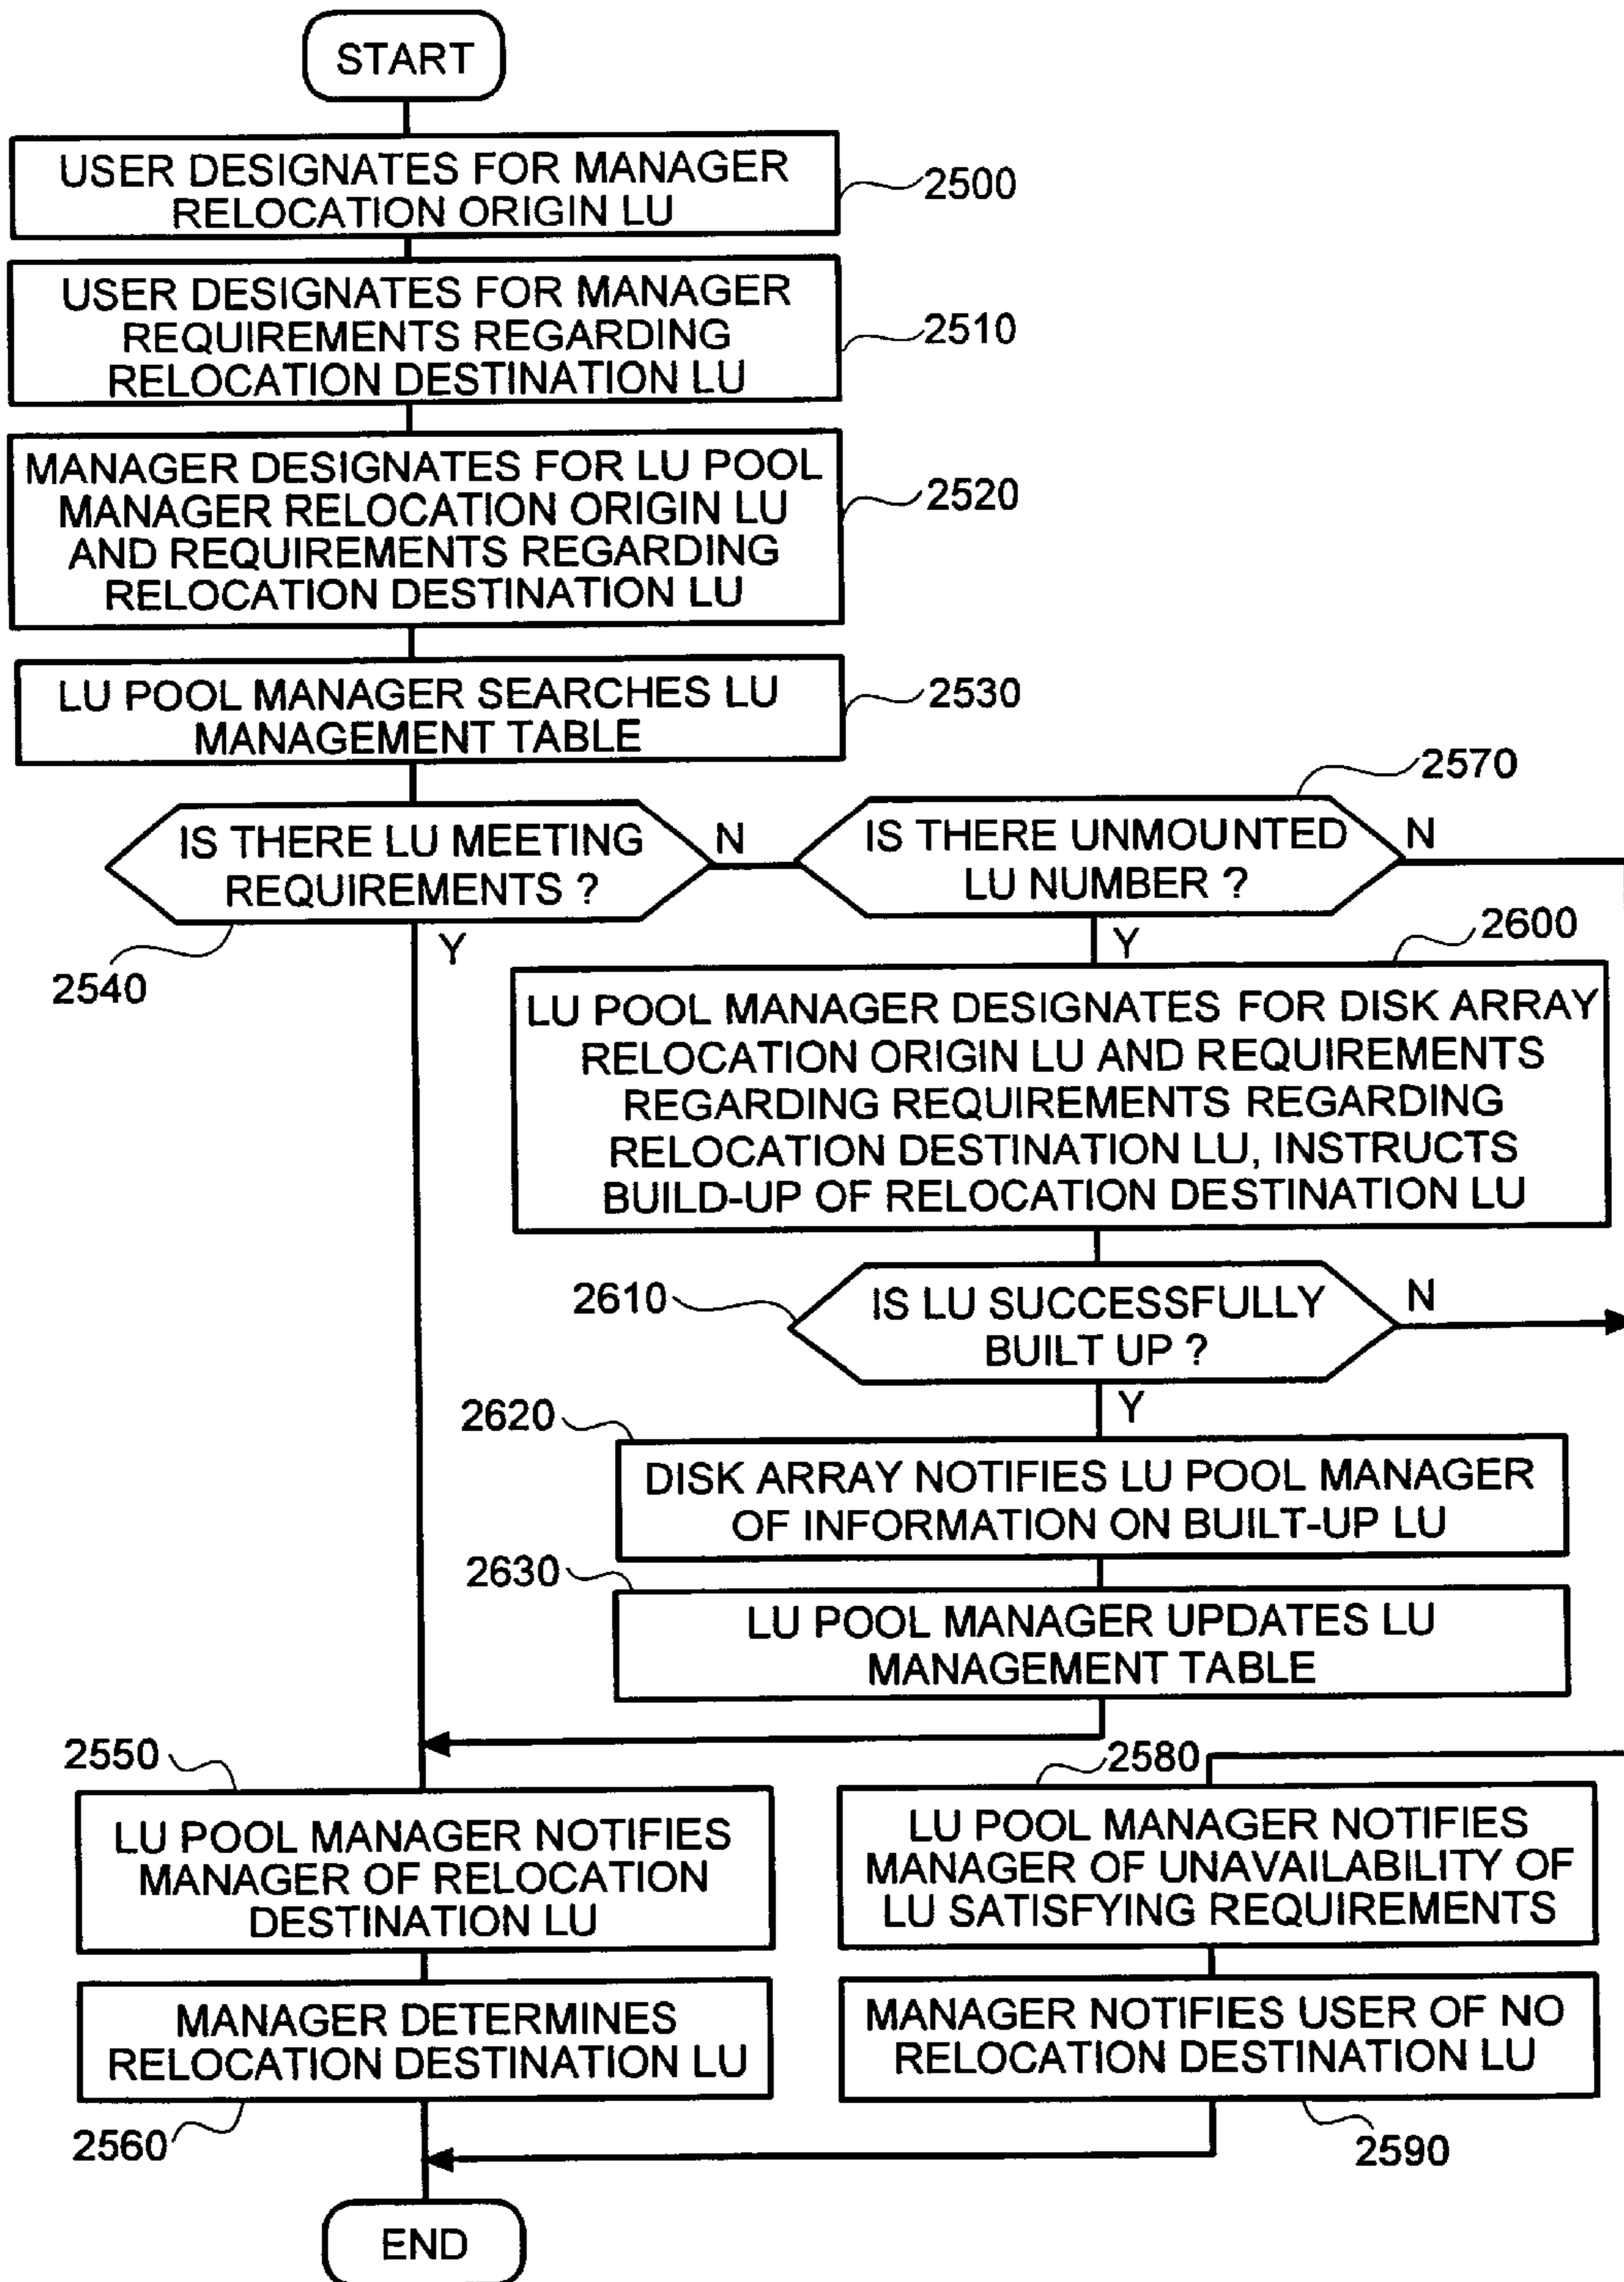 START
USER DESIGNATES FOR MANAGER
RELOCATION ORIGIN LU
2500
USER DESIGNATES FOR MANAGER
REQUIREMENTS REGARDING
RELOCATION DESTINATION LU
2510
MANAGER DESIGNATES FOR LU POOL
MANAGER RELOCATION ORIGIN LU
AND REQUIREMENTS REGARDING
RELOCATION DESTINATION LU
2520
LU POOL MANAGER SEARCHES LU
MANAGEMENT TABLE
2530
IS THERE LU MEETING
REQUIREMENTS ?
N
Y
2540
2570
IS THERE UNMOUNTED
LU NUMBER ?
N
Y
2600
LU POOL MANAGER DESIGNATES FOR DISK ARRAY
RELOCATION ORIGIN LU AND REQUIREMENTS
REGARDING REQUIREMENTS REGARDING
RELOCATION DESTINATION LU, INSTRUCTS
BUILD-UP OF RELOCATION DESTINATION LU
2610
IS LU SUCCESSFULLY
BUILT UP ?
N
Y
2620
DISK ARRAY NOTIFIES LU POOL MANAGER
OF INFORMATION ON BUILT-UP LU
2630
LU POOL MANAGER UPDATES LU
MANAGEMENT TABLE
2550
LU POOL MANAGER NOTIFIES
MANAGER OF RELOCATION
DESTINATION LU
2580
LU POOL MANAGER NOTIFIES
MANAGER OF UNAVAILABILITY OF
LU SATISFYING REQUIREMENTS
MANAGER DETERMINES
RELOCATION DESTINATION LU
2560
MANAGER NOTIFIES USER OF NO
RELOCATION DESTINATION LU
2590
END